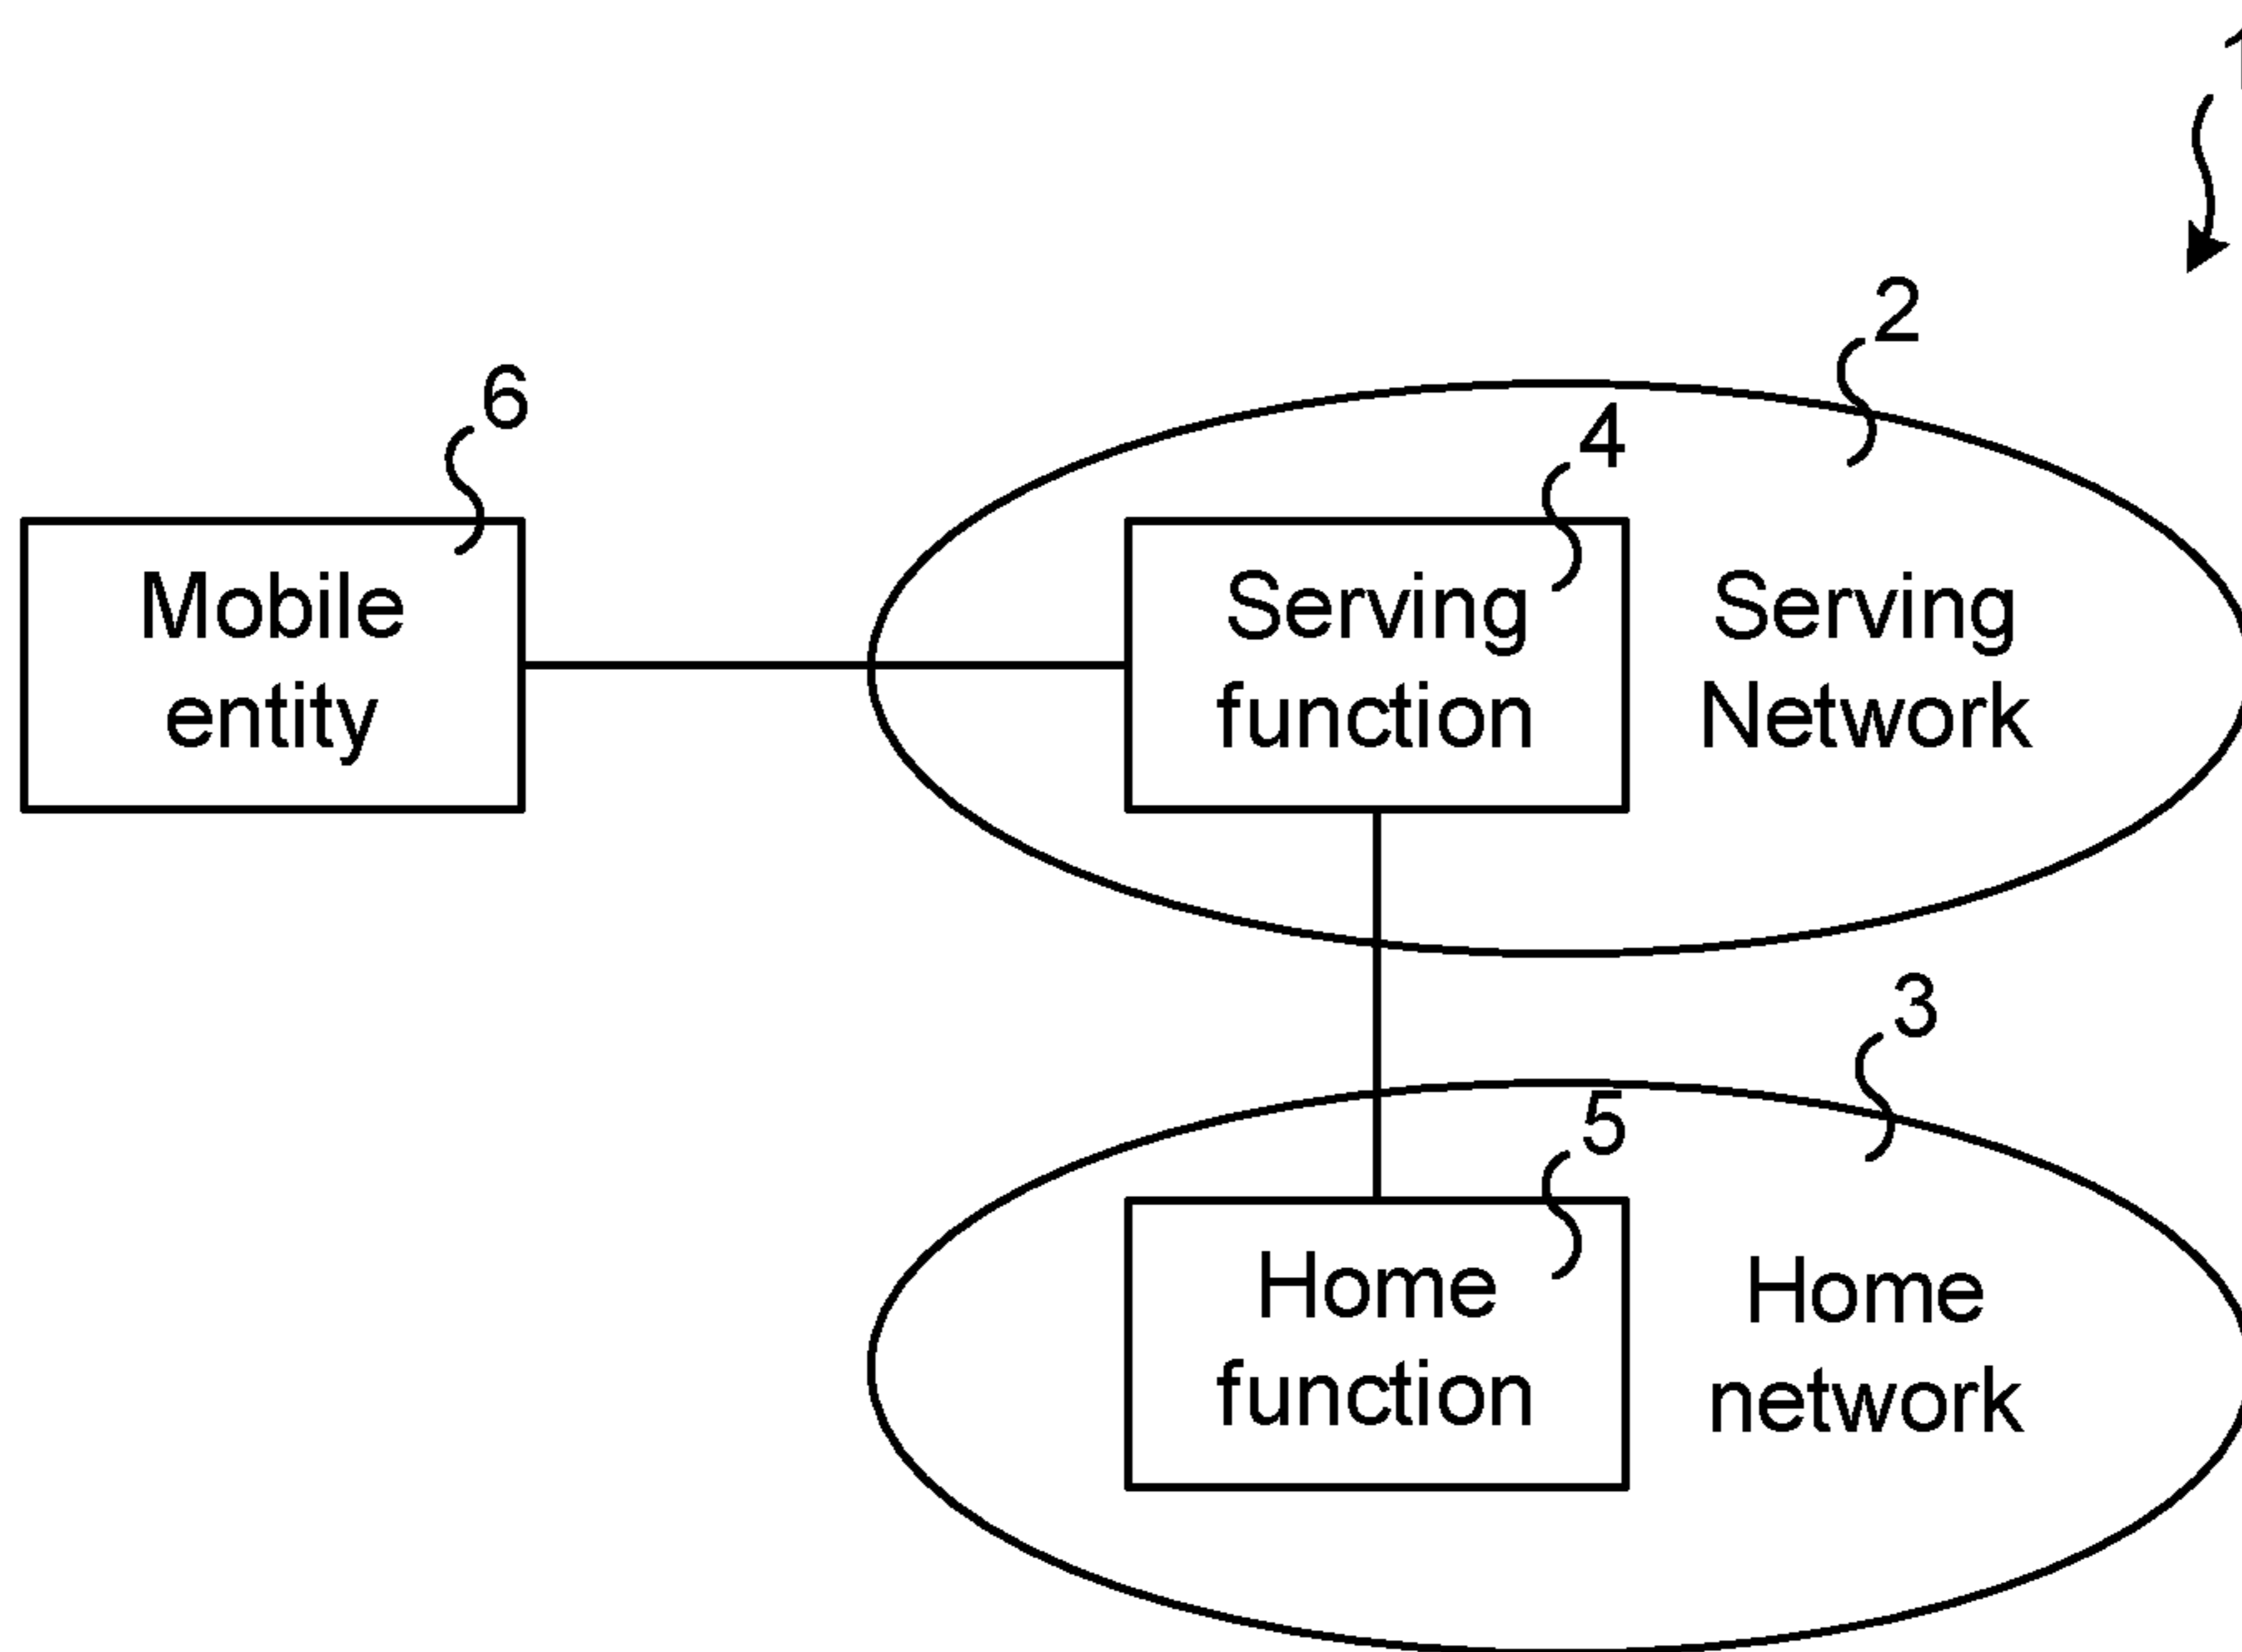 1
2
6
4
Mobile
entity
Serving
function
Serving
Network
3
5
Home
function
Home
network